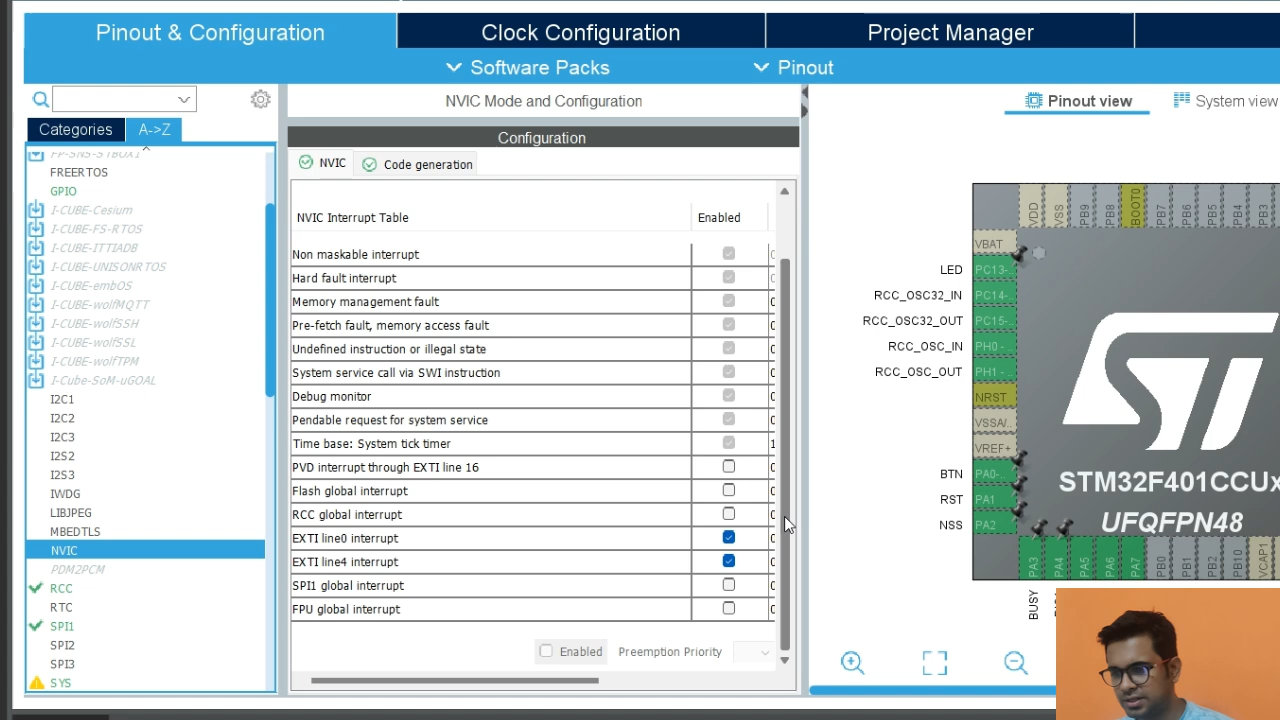 Pinout & Configuration
Clock Configuration
Project Manager
Software Packs
Pinout
NVIC Mode and Configuration
Pinout view
System view
Categories
A->Z
Configuration
NVIC
Code generation
FP-SNS-STBOX1
FREERTOS
GPIO
I-CUBE-Cesium
I-CUBE-FS-RTOS
I-CUBE-ITTIADB
I-CUBE-UNISONRTOS
I-CUBE-embOS
I-CUBE-wolfMQTT
I-CUBE-wolfSSH
I-CUBE-wolfSSL
I-CUBE-wolfTPM
I-Cube-SoM-uGOAL
I2C1
I2C2
I2C3
I2S2
I2S3
IWDG
LIBJPEG
MBEDTLS
NVIC
PDM2PCM
RCC
RTC
SPI1
SPI2
SPI3
SYS
NVIC Interrupt Table
Enabled
Non maskable interrupt
Hard fault interrupt
Memory management fault
Pre-fetch fault, memory access fault
Undefined instruction or illegal state
System service call via SWI instruction
Debug monitor
Pendable request for system service
Time base: System tick timer
PVD interrupt through EXTI line 16
Flash global interrupt
RCC global interrupt
EXTI line0 interrupt
EXTI line4 interrupt
SPI1 global interrupt
FPU global interrupt
Enabled
Preemption Priority
VDD
VSS
PB9
PB8
BOOT0
PB7
PB6
PB5
PB4
PB3
VBAT
LED
PC13-..
RCC_OSC32_IN
PC14-..
RCC_OSC32_OUT
PC15-..
RCC_OSC_IN
PH0 -
RCC_OSC_OUT
PH1 - ..
NRST
VSSA/..
VREF+
BTN
PA0-..
RST
PA1
NSS
PA2
STM32F401CCUx
UFQFPN48
PA3
PA4
PA5
PA6
PA7
PB0
PB1
PB2
PB10
VCAP1
BUSY